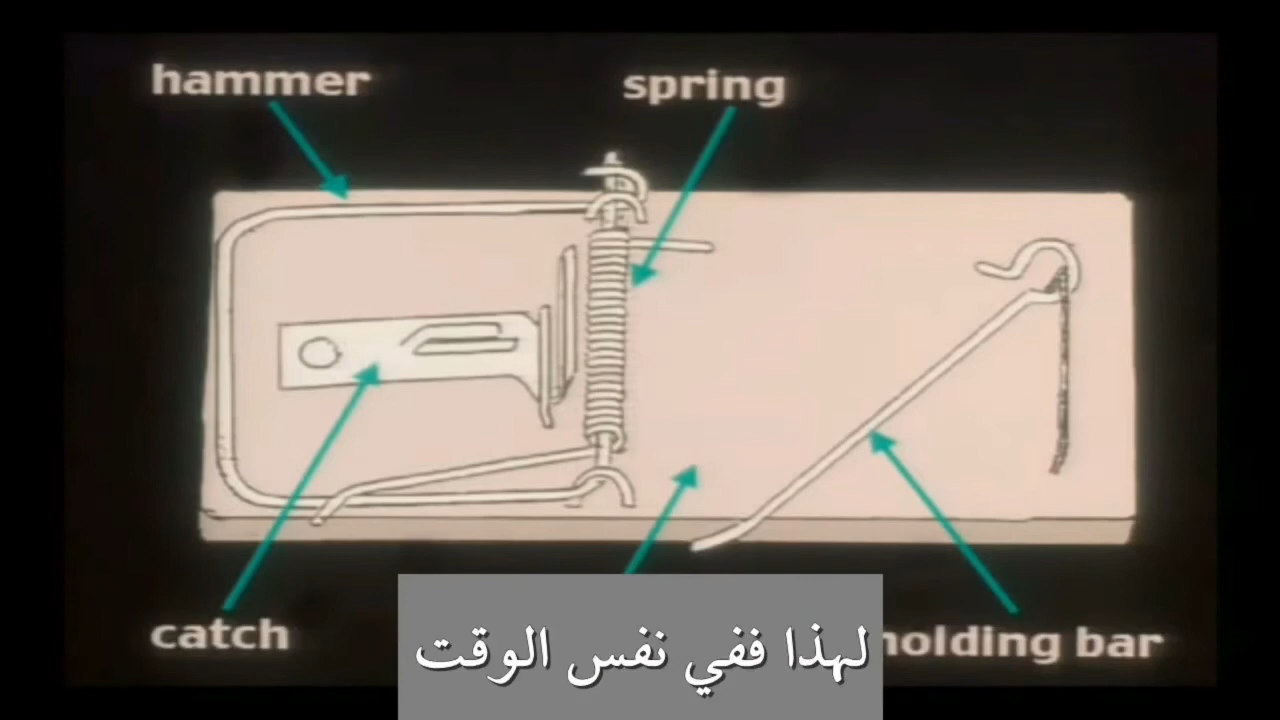 hammer
spring
catch
holding bar
لهذا ففي نفس الوقت